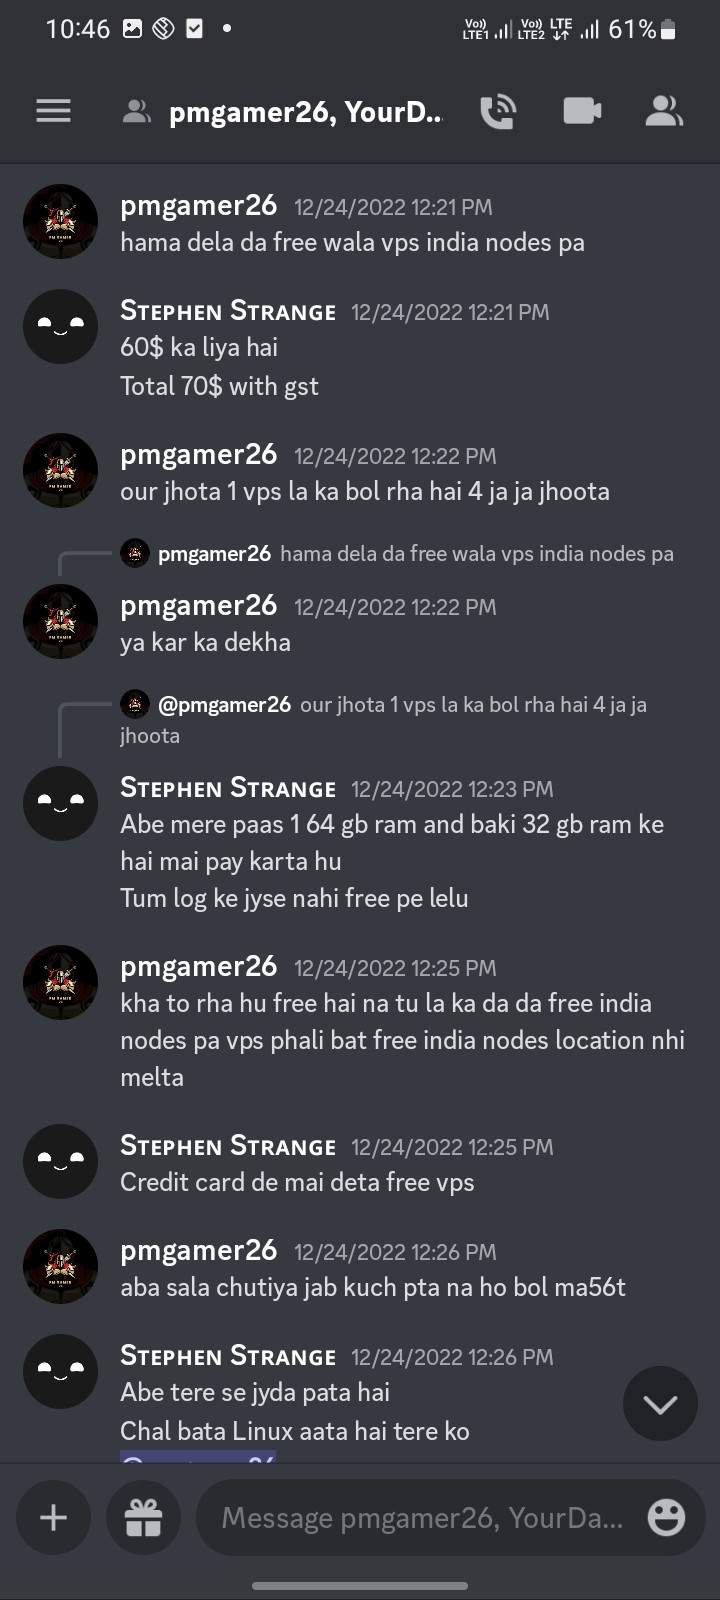 10:46
Vo)) LTE1 Vo)) LTE2 LTE 61%
pmgamer26, YourD...
pmgamer26 12/24/2022 12:21 PM
hama dela da free wala vps india nodes pa
Stephen Strange 12/24/2022 12:21 PM
60$ ka liya hai
Total 70$ with gst
pmgamer26 12/24/2022 12:22 PM
our jhota 1 vps la ka bol rha hai 4 ja ja jhoota
pmgamer26 hama dela da free wala vps india nodes pa
pmgamer26 12/24/2022 12:22 PM
ya kar ka dekha
@pmgamer26 our jhota 1 vps la ka bol rha hai 4 ja ja
jhoota
Stephen Strange 12/24/2022 12:23 PM
Abe mere paas 1 64 gb ram and baki 32 gb ram ke
hai mai pay karta hu
Tum log ke jyse nahi free pe lelu
pmgamer26 12/24/2022 12:25 PM
kha to rha hu free hai na tu la ka da da free india
nodes pa vps phali bat free india nodes location nhi
melta
Stephen Strange 12/24/2022 12:25 PM
Credit card de mai deta free vps
pmgamer26 12/24/2022 12:26 PM
aba sala chutiya jab kuch pta na ho bol ma56t
Stephen Strange 12/24/2022 12:26 PM
Abe tere se jyda pata hai
Chal bata Linux aata hai tere ko
Message pmgamer26, YourDa...